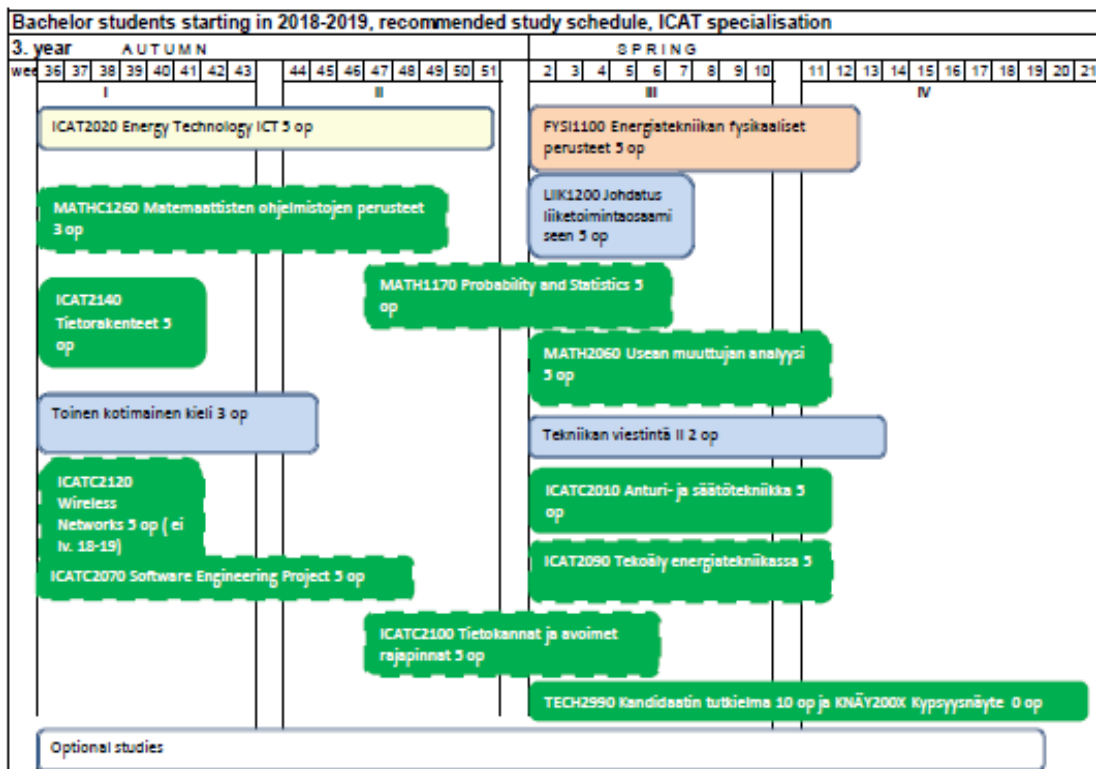 Bachelor students starting in 2018-2019, recommended study schedule, ICAT specialisation
3. year AUTUMN SPRING
wee 36 37 38 39 40 41 42 43 44 45 46 47 48 49 50 51 2 3 4 5 6 7 8 9 10 11 12 13 14 15 16 17 18 19 20 21
I II III IV
ICAT2020 Energy Technology ICT 5 op
FYSI1100 Energiatekniikan fysikaaliset
perusteet 5 op
MATHC1260 Matemaattisten ohjelmistojen perusteet
3 op
LIIK1200 Johdatus
liiketoimintaosaami
seen 5 op
ICAT2140
Tietorakenteet 5
op
MATH1170 Probability and Statistics 5
op
MATH2060 Usean muuttujan analyysi
5 op
Toinen kotimainen kieli 3 op
Tekniikan viestintä II 2 op
ICATC2120
Wireless
Networks 5 op ( ei
lv. 18-19)
ICATC2010 Anturi- ja säätötekniikka 5
op
ICATC2070 Software Engineering Project 5 op
ICAT2090 Tekoäly energiatekniikassa 5
ICATC2100 Tietokannat ja avoimet
rajapinnat 5 op
TECH2990 Kandidaatin tutkielma 10 op ja KNÄY200X Kypsyysnäyte 0 op
Optional studies